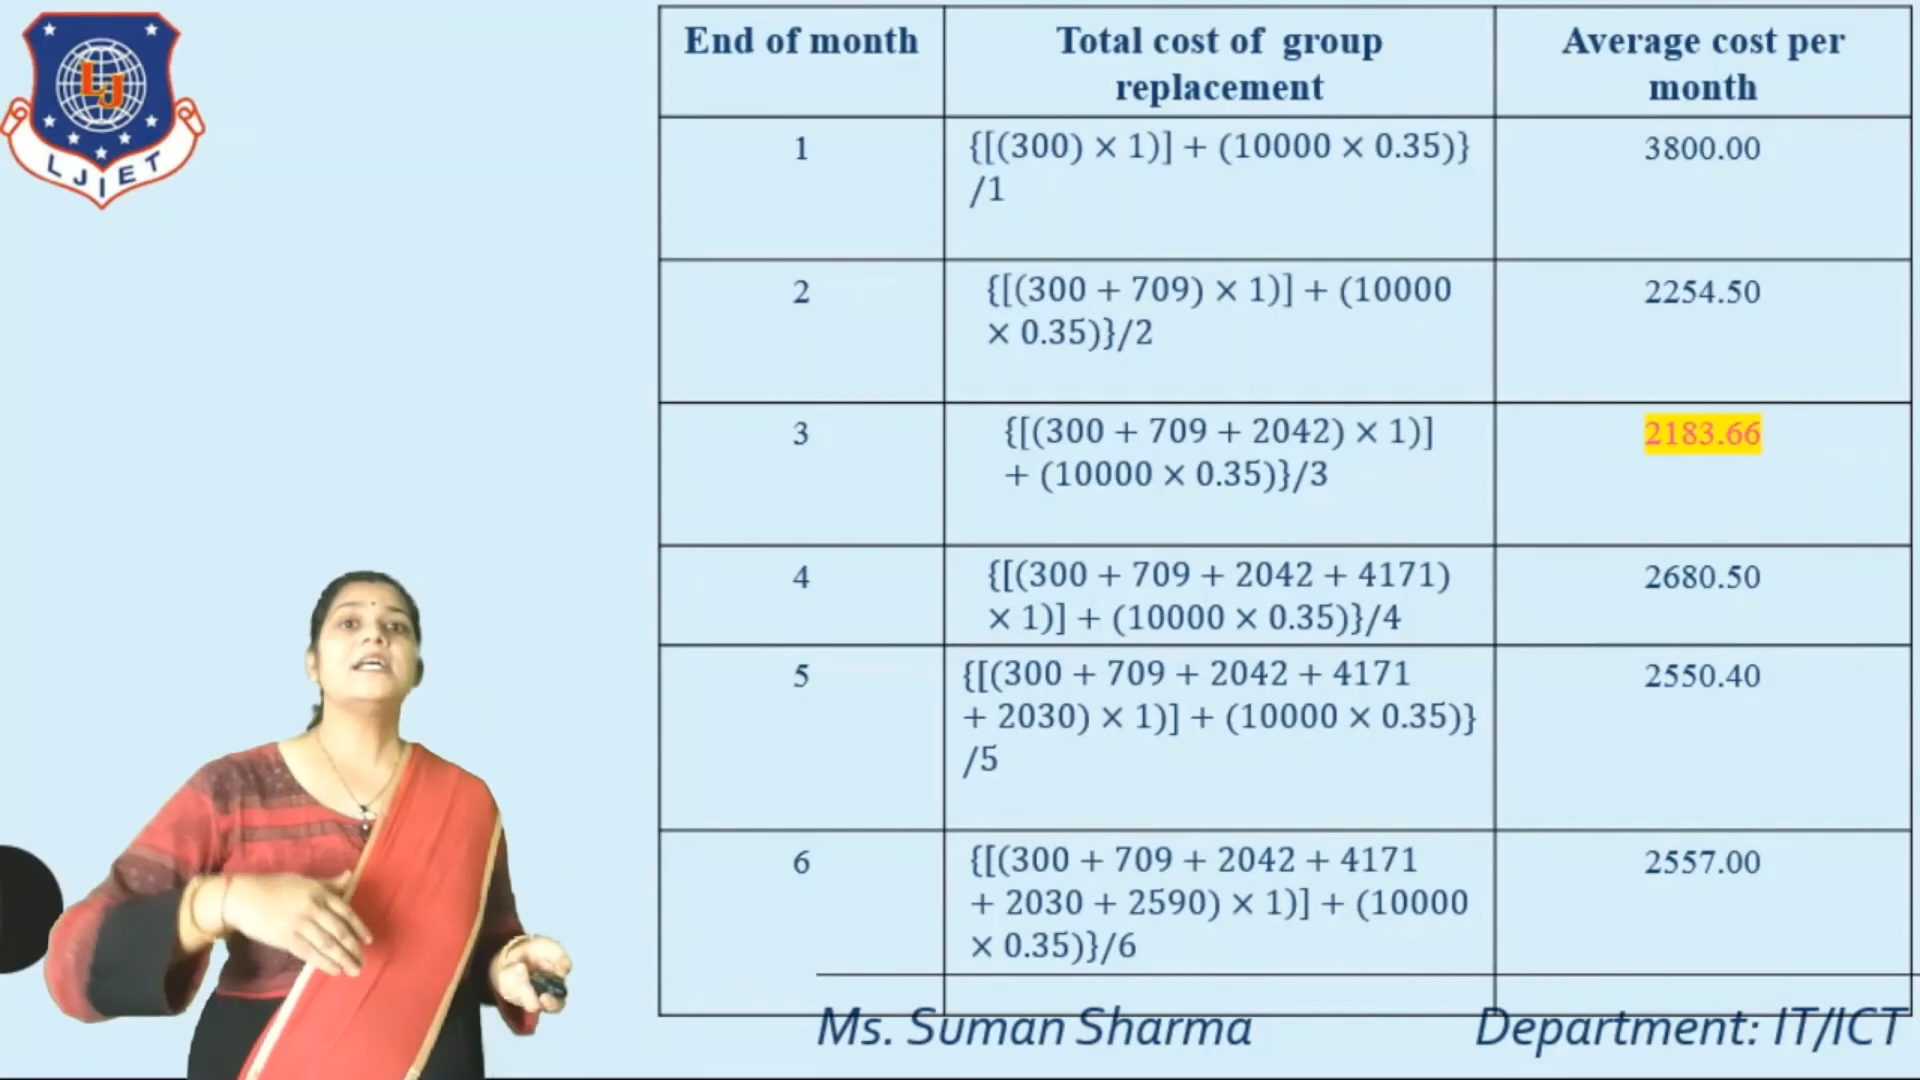 LJ
LJIET
End of month
Total cost of group
replacement
Average cost per
month
1
{[(300) × 1)] + (10000 × 0.35)}
/1
3800.00
2
{[(300 + 709) × 1)] + (10000
× 0.35)}/2
2254.50
3
{[(300 + 709 + 2042) × 1)]
+ (10000 × 0.35)}/3
2183.66
4
{[(300 + 709 + 2042 + 4171)
× 1)] + (10000 × 0.35)}/4
2680.50
5
{[(300 + 709 + 2042 + 4171
+ 2030) × 1)] + (10000 × 0.35)}
/5
2550.40
6
{[(300 + 709 + 2042 + 4171
+ 2030 + 2590) × 1)] + (10000
× 0.35)}/6
2557.00
Ms. Suman Sharma
Department: IT/ICT